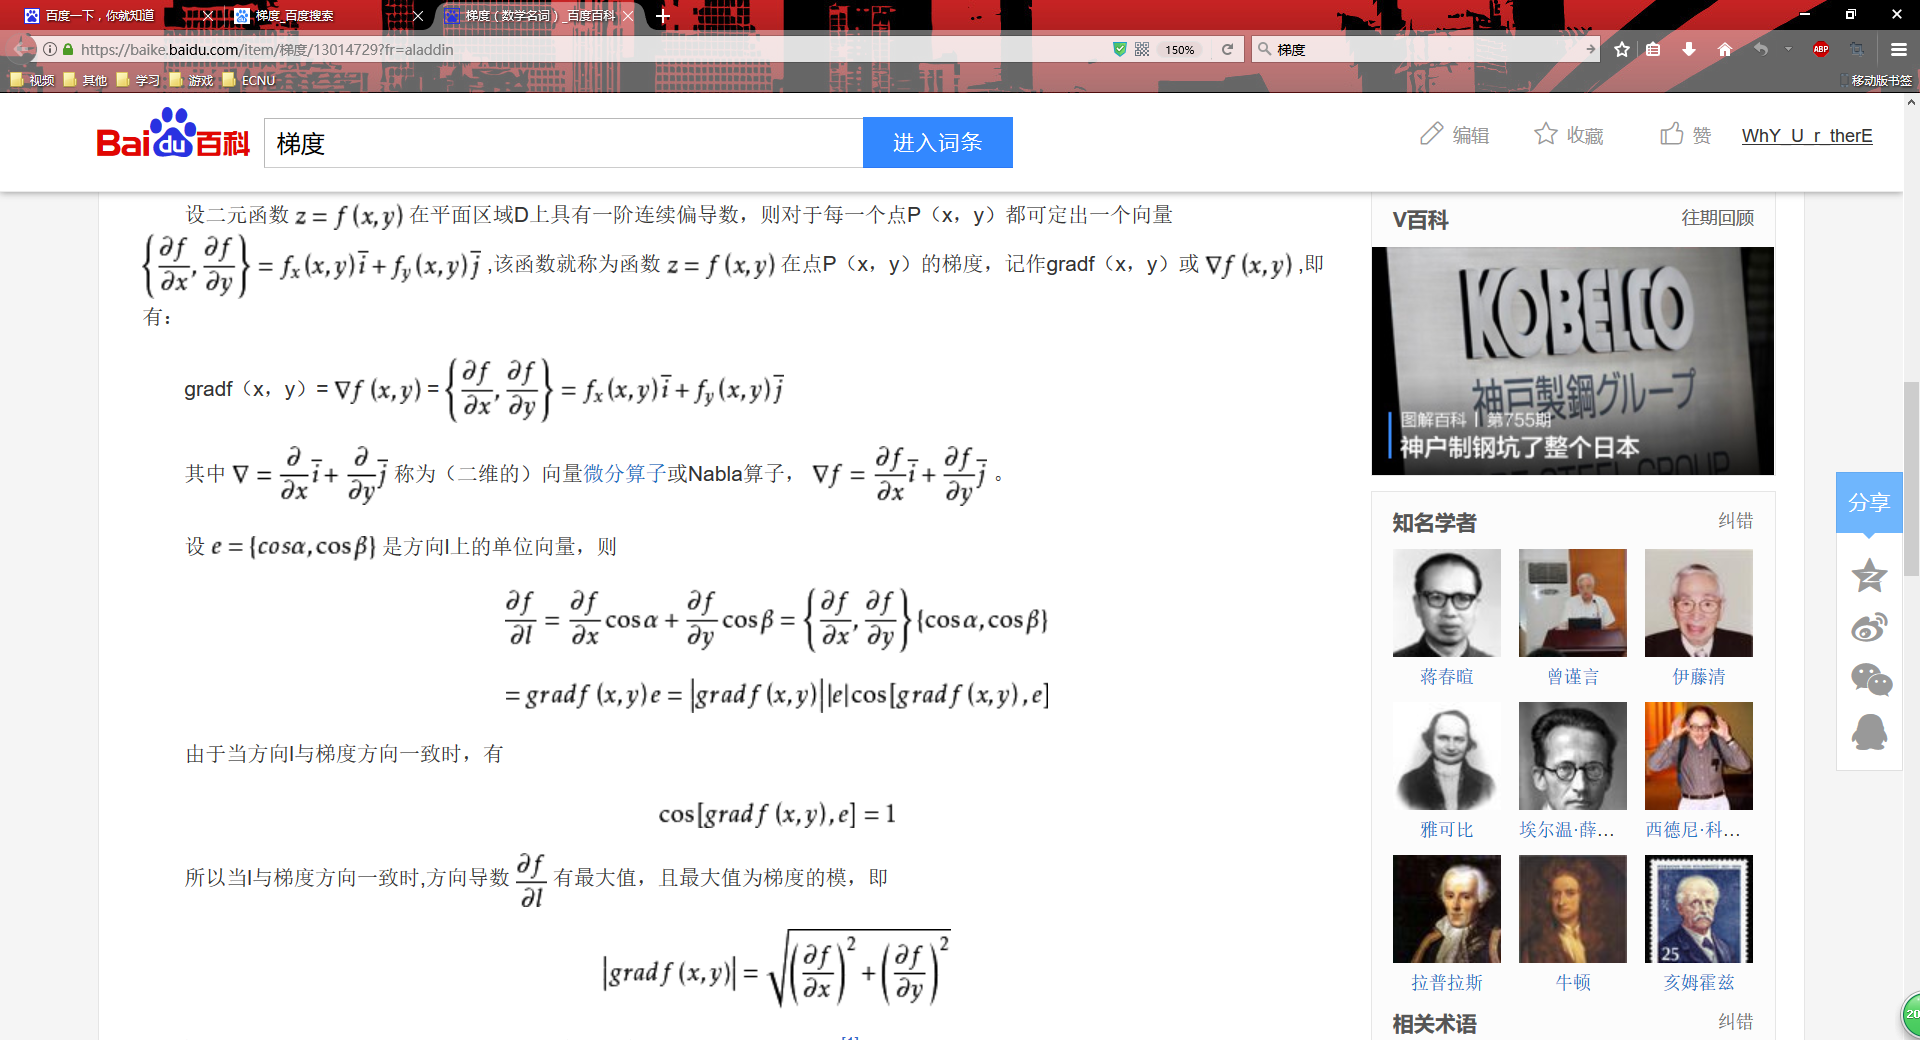 百度一下，你就知道
梯度_百度搜索
梯度（数学名词）_百度百科
https://baike.baidu.com/item/梯度/13014729?fr=aladdin
150%
梯度
ABP
视频
其他
学习
游戏
ECNU
移动版书签
Bai du 百科
梯度
进入词条
编辑
收藏
赞
WhY_U_r_therE
设二元函数 z = f (x,y) 在平面区域D上具有一阶连续偏导数，则对于每一个点P（x，y）都可定出一个向量
{∂f/∂x, ∂f/∂y} = fx(x,y)i̅ + fy(x,y)j̅ ,该函数就称为函数 z = f (x,y) 在点P（x，y）的梯度，记作gradf（x，y）或 ∇f (x,y) ,即
有：
gradf（x，y）= ∇f (x,y) = {∂f/∂x, ∂f/∂y} = fx(x,y)i̅ + fy(x,y)j̅
其中 ∇ = ∂/∂x i̅ + ∂/∂y j̅ 称为（二维的）向量微分算子或Nabla算子， ∇f = ∂f/∂x i̅ + ∂f/∂y j̅ 。
设 e = {cosα,cosβ} 是方向l上的单位向量，则
∂f/∂l = ∂f/∂x cosα + ∂f/∂y cosβ = {∂f/∂x, ∂f/∂y}{cosα,cosβ}
= gradf (x,y) e = |gradf (x,y)| |e| cos[gradf (x,y) , e]
由于当方向l与梯度方向一致时，有
cos[gradf (x,y), e] = 1
所以当l与梯度方向一致时,方向导数 ∂f/∂l 有最大值，且最大值为梯度的模，即
|gradf (x,y)| = √((∂f/∂x)² + (∂f/∂y)²)
V百科
往期回顾
KOBELCO
神戸製鋼グループ
图解百科 | 第755期
神户制钢坑了整个日本
STEEL GROUP
知名学者
纠错
蒋春暄
曾谨言
伊藤清
雅可比
埃尔温·薛...
西德尼·科...
25
拉普拉斯
牛顿
亥姆霍兹
相关术语
纠错
分享
20